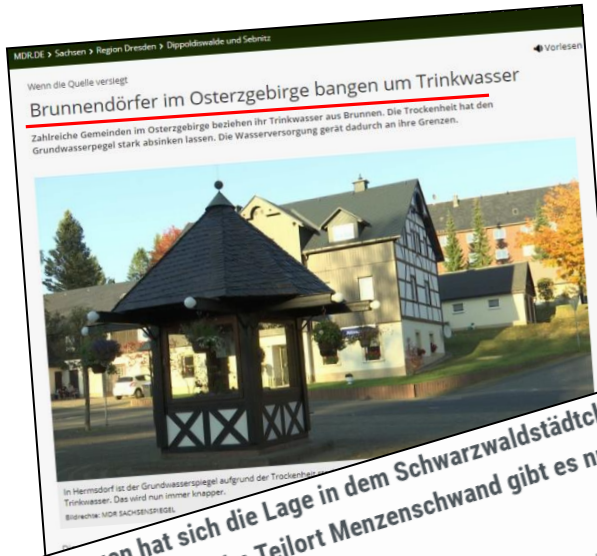 MDR.DE > Sachsen > Region Dresden > Dippoldiswalde und Sebnitz
Vorlesen
Wenn die Quelle versiegt
Brunnendörfer im Osterzgebirge bangen um Trinkwasser
Zahlreiche Gemeinden im Osterzgebirge beziehen ihr Trinkwasser aus Brunnen. Die Trockenheit hat den
Grundwasserpegel stark absinken lassen. Die Wasserversorgung gerät dadurch an ihre Grenzen.
In Hermsdorf ist der Grundwasserspiegel aufgrund der Trockenheit
Trinkwasser. Das wird nun immer knapper.
Bildrechte: MDR SACHSENSPIEGEL
hat sich die Lage in dem Schwarzwaldstädtch
Teilort Menzenschwand gibt es n